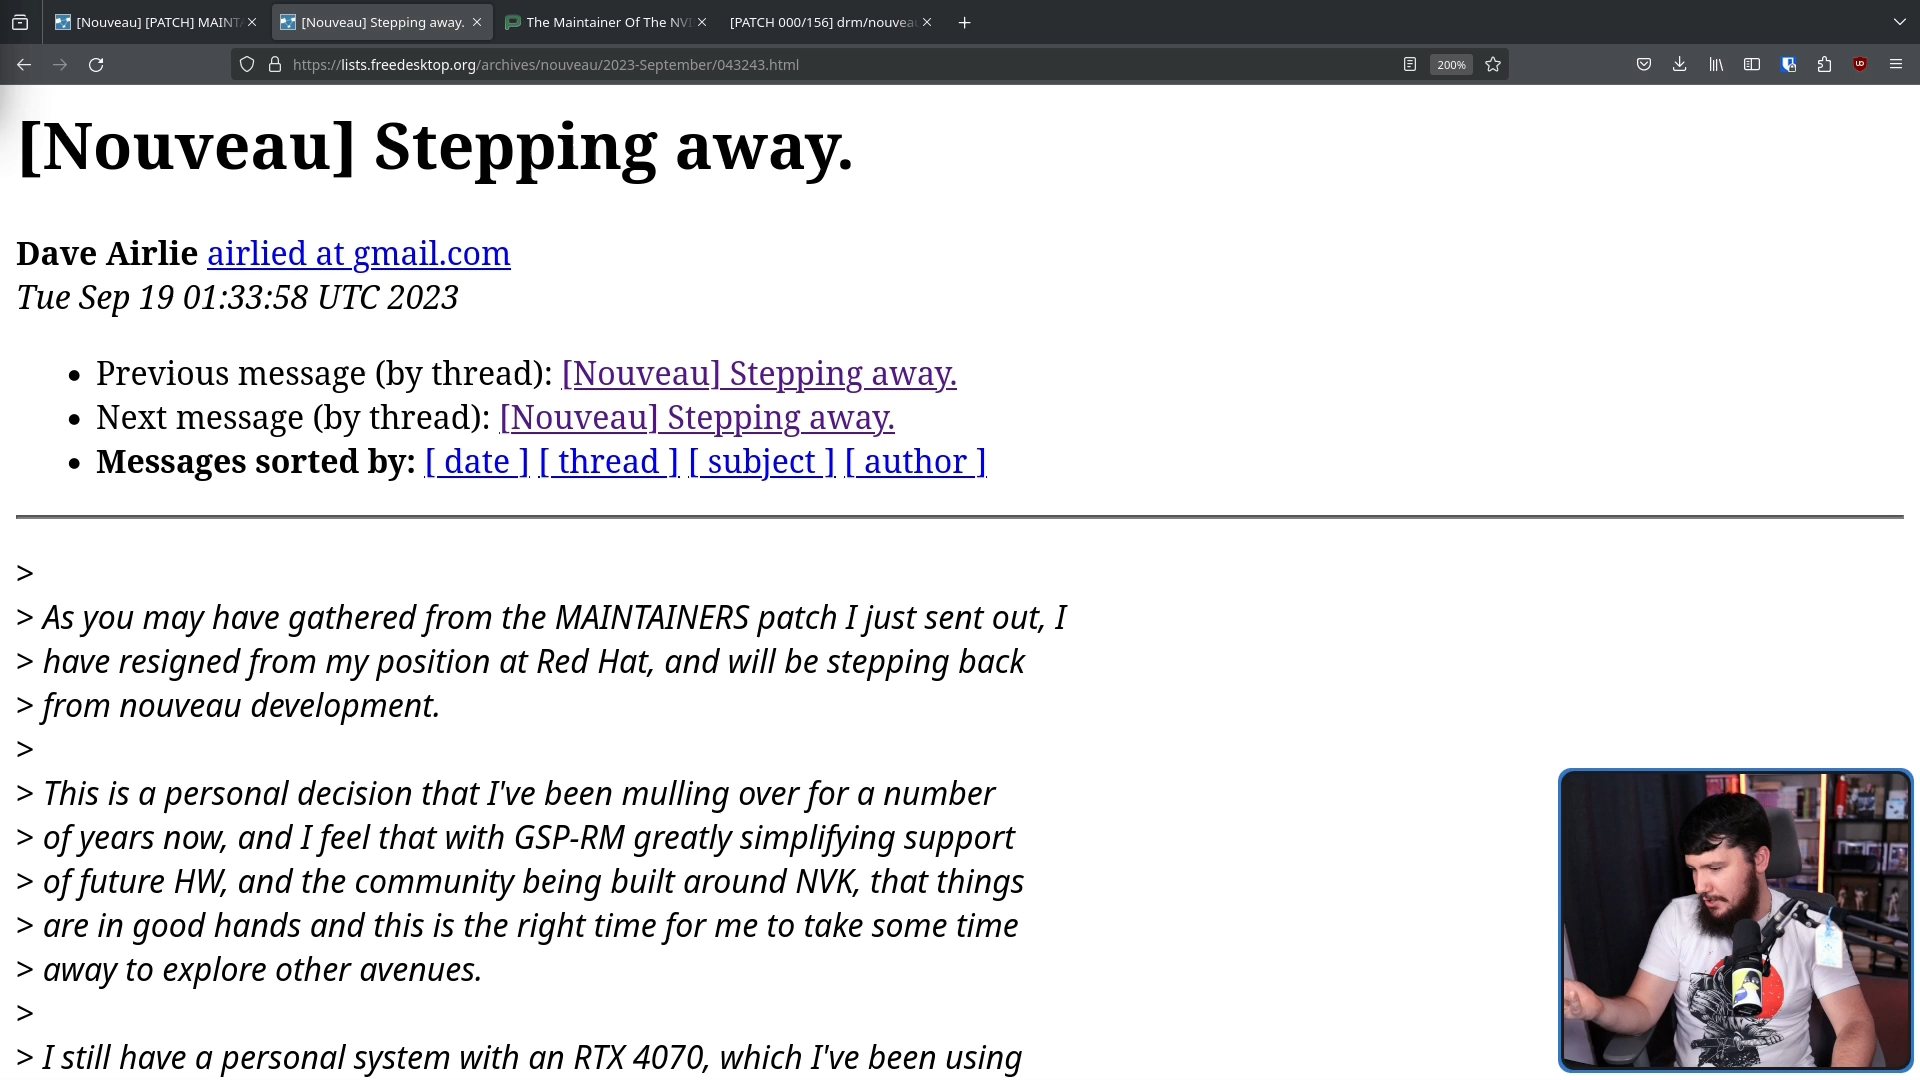 [Nouveau] [PATCH] MAINT
[Nouveau] Stepping away.
The Maintainer Of The NVI
[PATCH 000/156] drm/nouveau
https://lists.freedesktop.org/archives/nouveau/2023-September/043243.html
200%
[Nouveau] Stepping away.
Dave Airlie airlied at gmail.com
Tue Sep 19 01:33:58 UTC 2023
• Previous message (by thread): [Nouveau] Stepping away.
• Next message (by thread): [Nouveau] Stepping away.
• Messages sorted by: [ date ] [ thread ] [ subject ] [ author ]
>
> As you may have gathered from the MAINTAINERS patch I just sent out, I
> have resigned from my position at Red Hat, and will be stepping back
> from nouveau development.
>
> This is a personal decision that I've been mulling over for a number
> of years now, and I feel that with GSP-RM greatly simplifying support
> of future HW, and the community being built around NVK, that things
> are in good hands and this is the right time for me to take some time
> away to explore other avenues.
>
> I still have a personal system with an RTX 4070, which I've been using